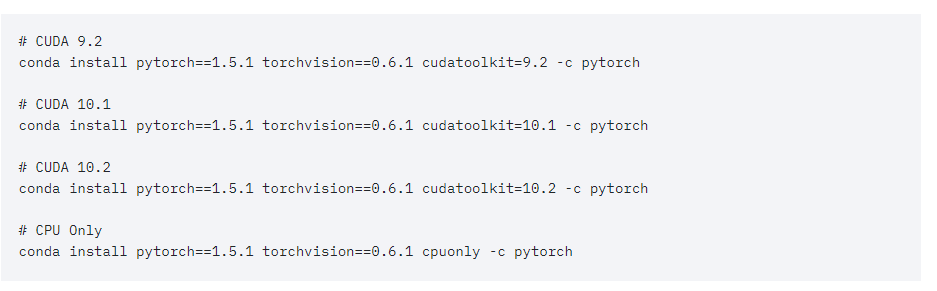 # CUDA 9.2
conda install pytorch==1.5.1 torchvision==0.6.1 cudatoolkit=9.2 -c pytorch
# CUDA 10.1
conda install pytorch==1.5.1 torchvision==0.6.1 cudatoolkit=10.1 -c pytorch
# CUDA 10.2
conda install pytorch==1.5.1 torchvision==0.6.1 cudatoolkit=10.2 -c pytorch
# CPU Only
conda install pytorch==1.5.1 torchvision==0.6.1 cpuonly -c pytorch